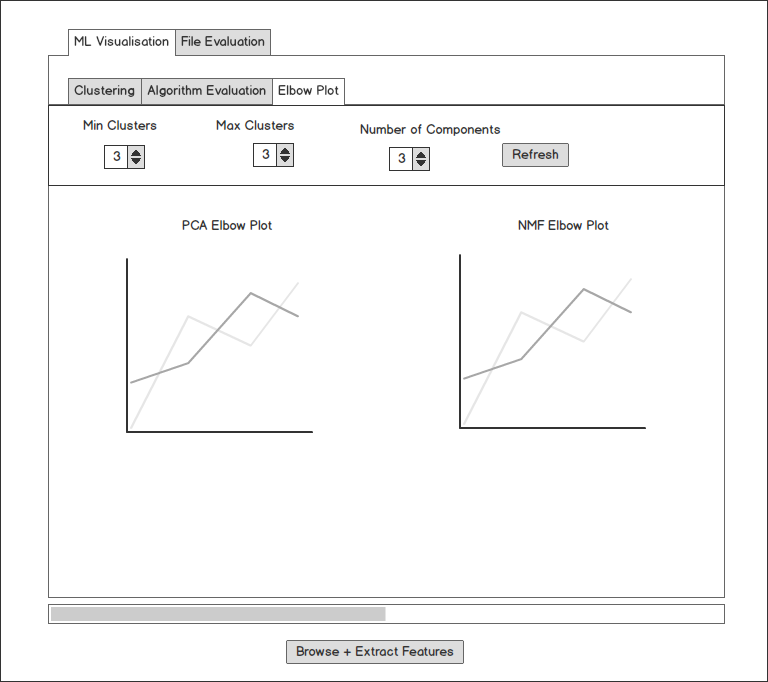 ML Visualisation File Evaluation
Clustering Algorithm Evaluation Elbow Plot
Min Clusters Max Clusters Number of Components
3 3 3 Refresh
PCA Elbow Plot NMF Elbow Plot
Browse + Extract Features